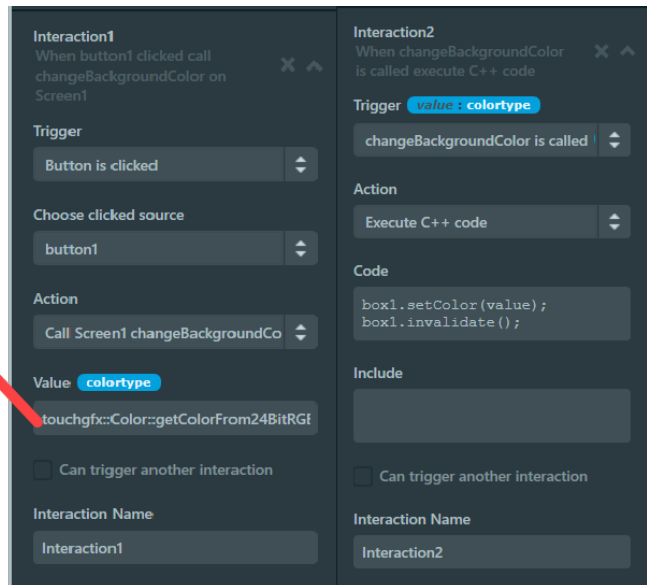 Interaction1
When button1 clicked call
changeBackgroundColor on
Screen1
Trigger
Button is clicked
Choose clicked source
button1
Action
Call Screen1 changeBackgroundCo
Value colortype
touchgfx::Color::getColorFrom24BitRGB
Can trigger another interaction
Interaction Name
Interaction1
Interaction2
When changeBackgroundColor
is called execute C++ code
Trigger value : colortype
changeBackgroundColor is called
Action
Execute C++ code
Code
box1.setColor(value);
box1.invalidate();
Include
Can trigger another interaction
Interaction Name
Interaction2